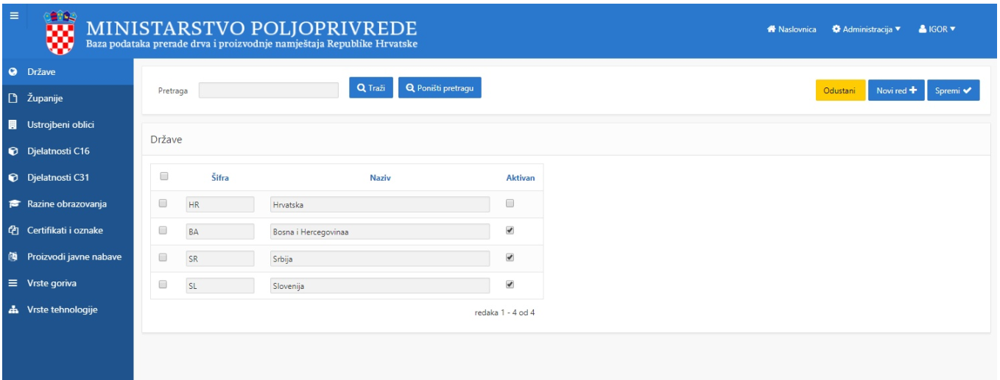 MINISTARSTVO POLJOPRIVREDE
Baza podataka prerade drva i proizvodnje namještaja Republike Hrvatske
Naslovnica Administracija IGOR
Države
Županije
Ustrojbeni oblici
Djelatnosti C16
Djelatnosti C31
Razine obrazovanja
Certifikati i oznake
Proizvodi javne nabave
Vrste goriva
Vrste tehnologije
Pretraga Traži Poništi pretragu Odustani Novi red Spremi
Države
Šifra Naziv Aktivan
HR Hrvatska
BA Bosna i Hercegovinaa
SR Srbija
SL Slovenija
redaka 1 - 4 od 4